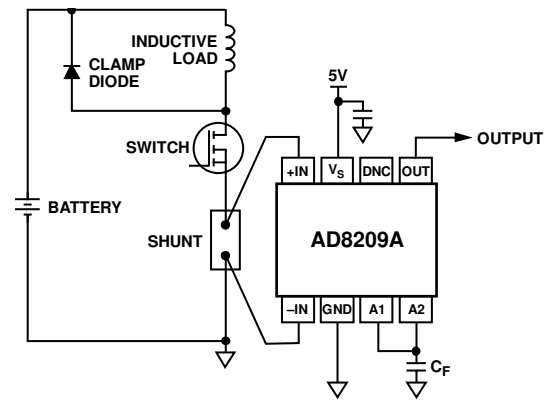 INDUCTIVE
LOAD
CLAMP
DIODE
5V
OUTPUT
SWITCH
+IN
VS
DNC
OUT
BATTERY
SHUNT
AD8209A
–IN
GND
A1
A2
CF